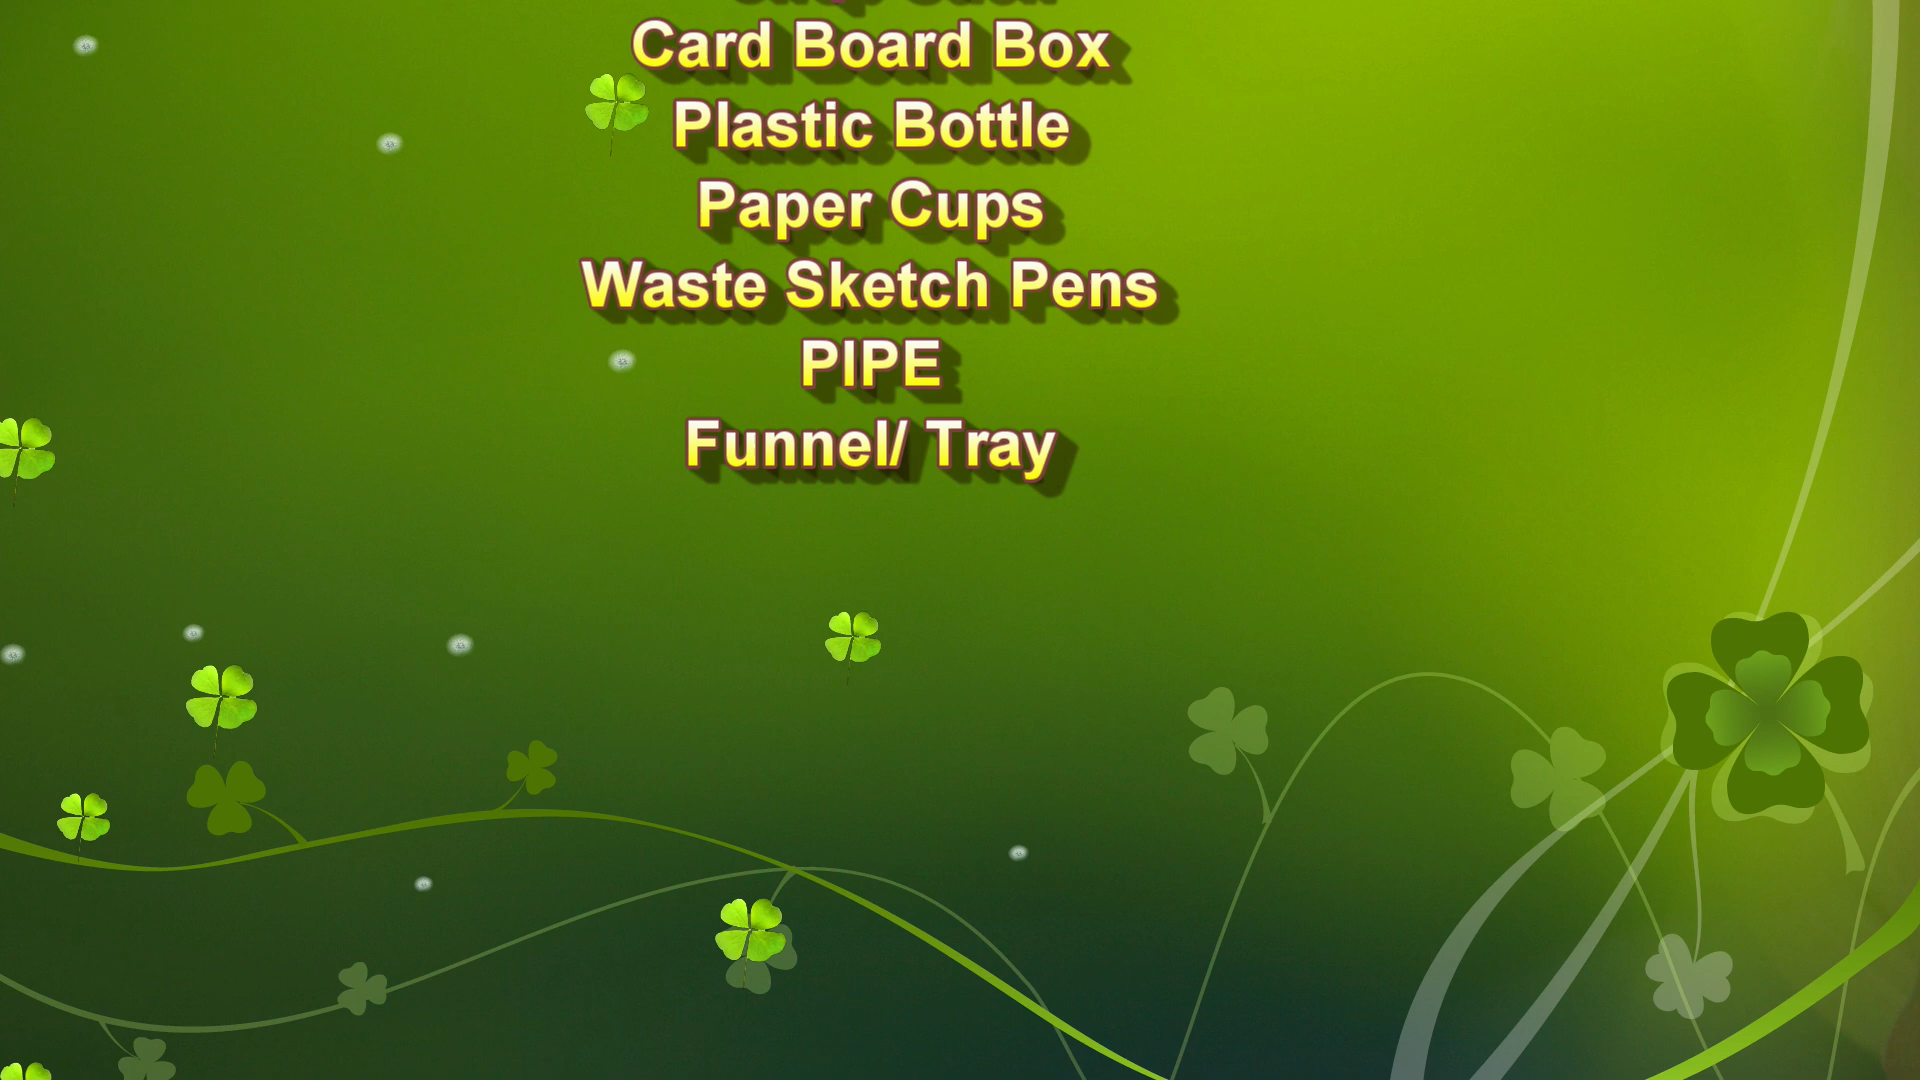 Card Board Box
Plastic Bottle
Paper Cups
Waste Sketch Pens
PIPE
Funnel/ Tray